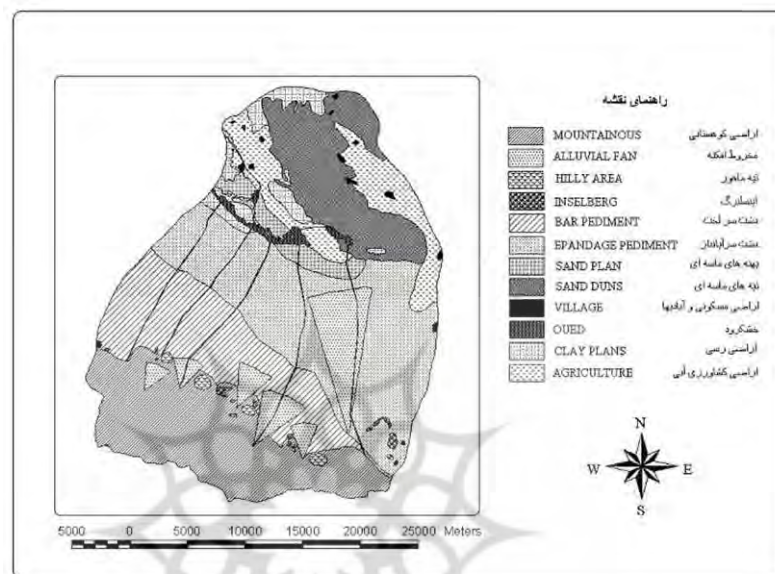 راهنمای نقشه
MOUNTAINOUS اراضی کوهستانی
ALLUVIAL FAN مخروط افکنه
HILLY AREA تپه ماهور
INSELBERG اینسلبرگ
BAR PEDIMENT دشت سر لخت
EPANDAGE PEDIMENT دشت سر آپانداژ
SAND PLAN پهنه های ماسه ای
SAND DUNS تپه های ماسه ای
VILLAGE اراضی مسکونی و آبادیها
OUED خشکرود
CLAY PLANS اراضی رسی
AGRICULTURE اراضی کشاورزی آبی
N
W E
S
5000 0 5000 10000 15000 20000 25000 Meters